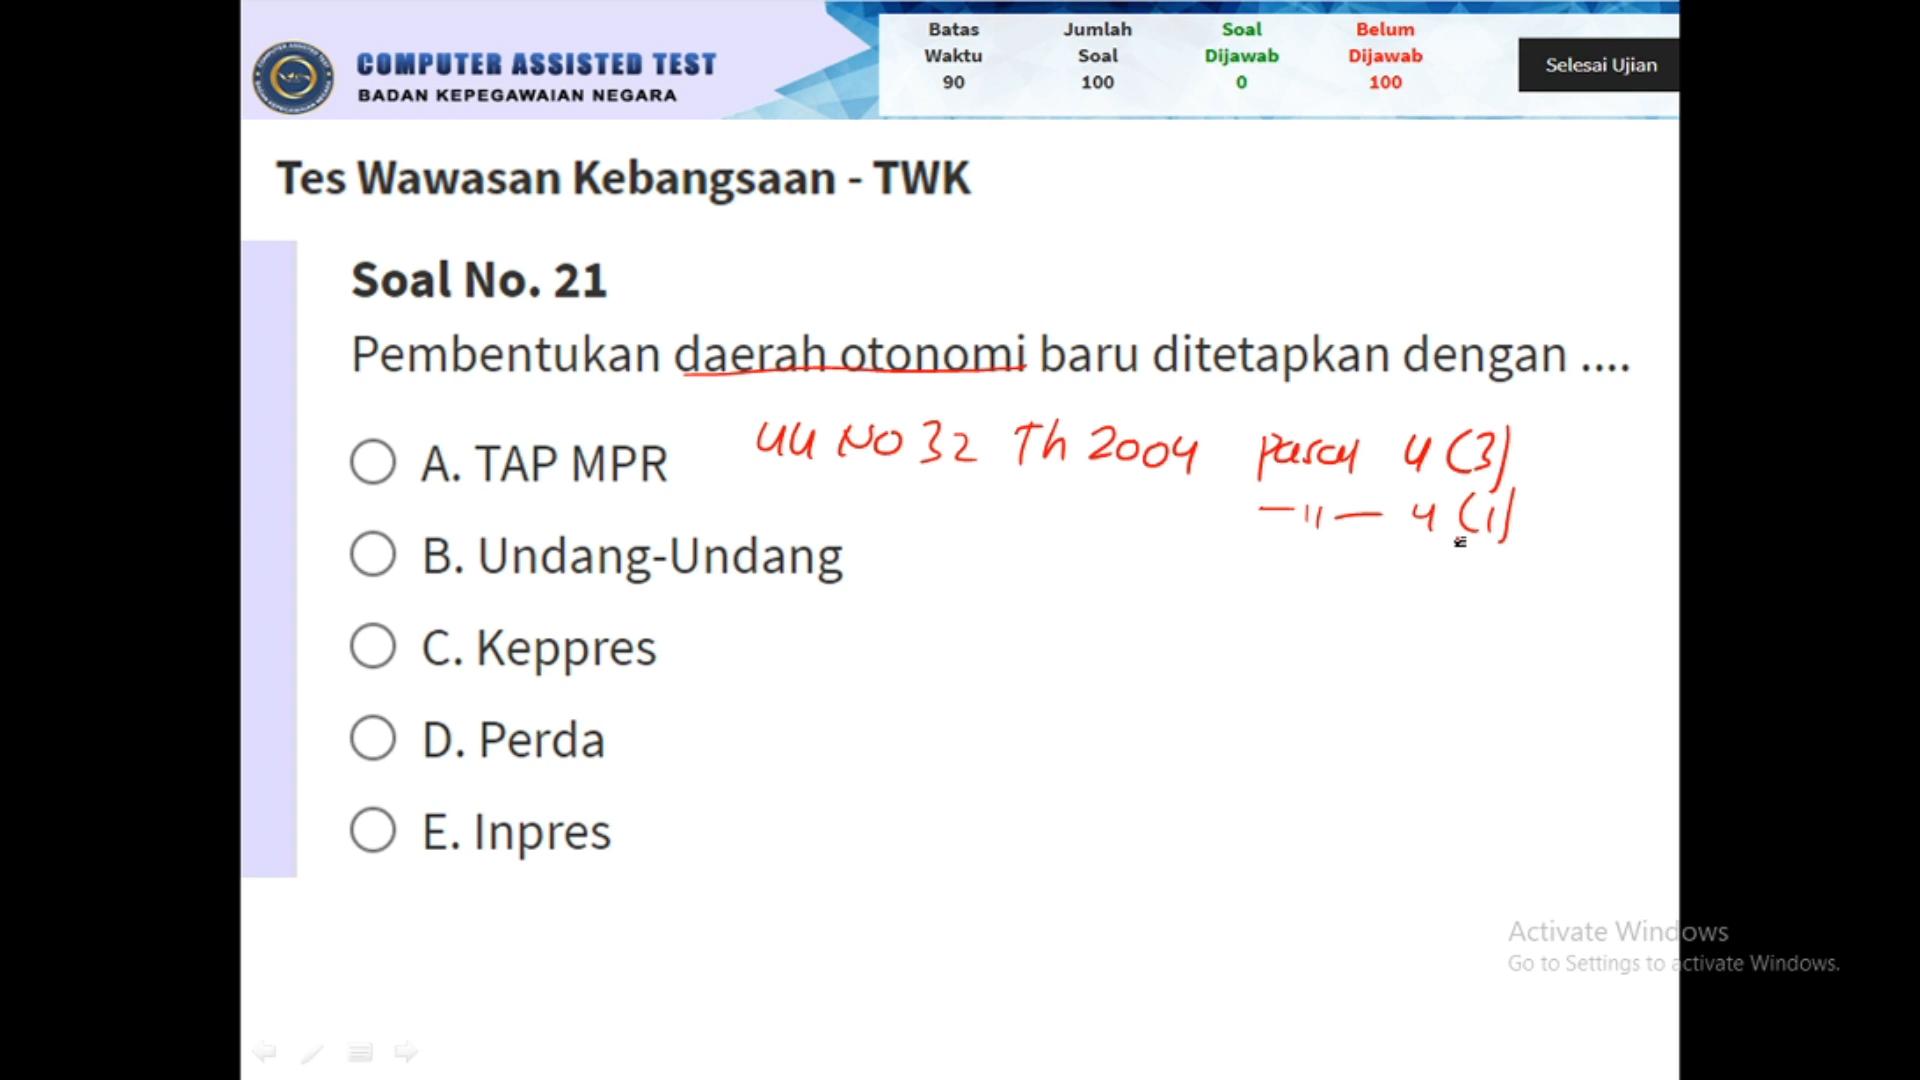 COMPUTER ASSISTED TEST
BADAN KEPEGAWAIAN NEGARA
Batas Waktu 90
Jumlah Soal 100
Soal Dijawab 0
Belum Dijawab 100
Selesai Ujian
Tes Wawasan Kebangsaan - TWK
Soal No. 21
Pembentukan daerah otonomi baru ditetapkan dengan ....
A. TAP MPR
UU NO 32 Th 2004 pasal 4 (3)
—〃— 4 (1)
B. Undang-Undang
C. Keppres
D. Perda
E. Inpres
Activate Windows
Go to Settings to activate Windows.